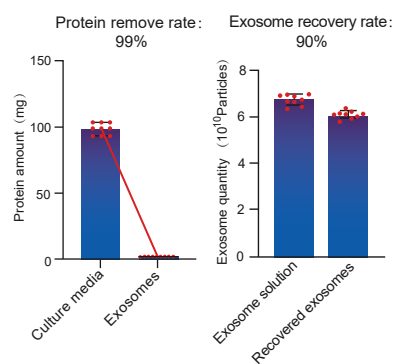 Protein remove rate:
99%
Exosome recovery rate:
90%
Protein amount（mg）
150
100
50
0
Culture media
Exosomes
Exosome quantity（10¹⁰Particles）
8
6
4
2
0
Exosome solution
Recovered exosomes